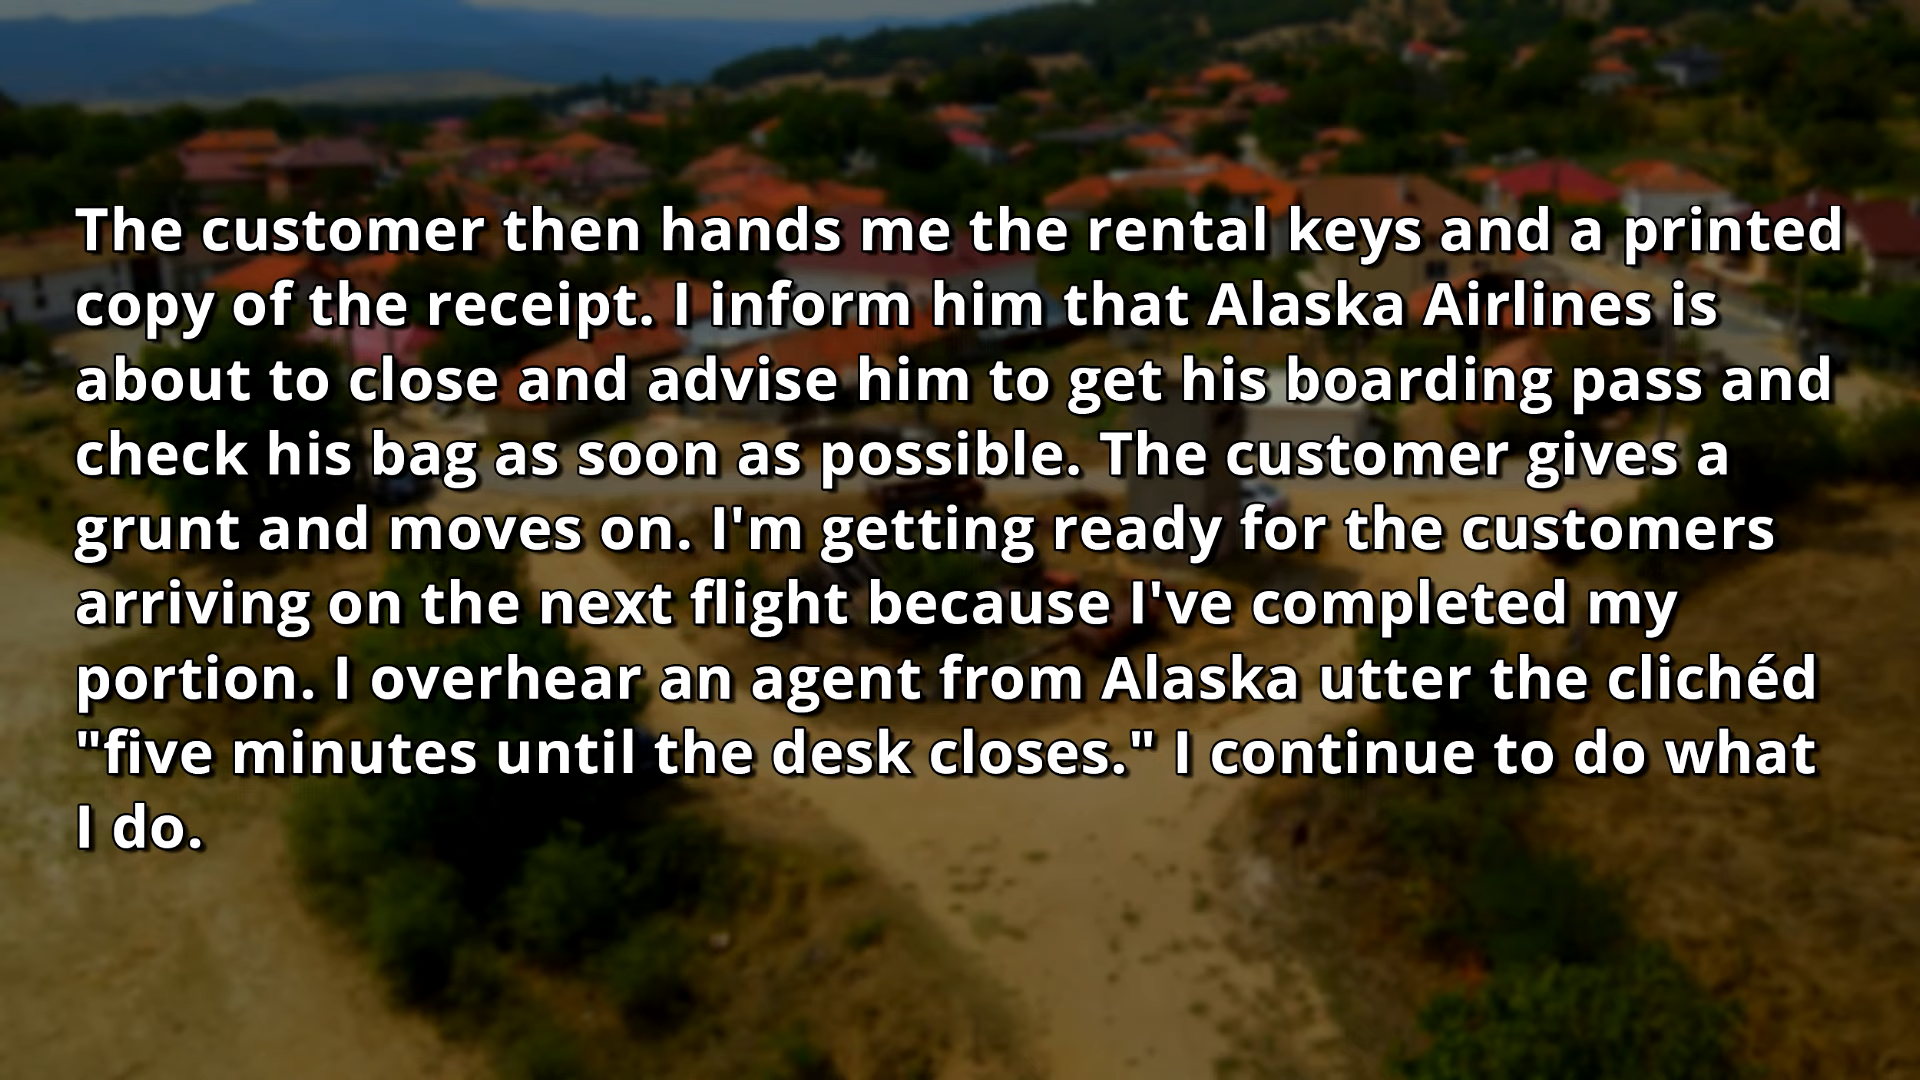 The customer then hands me the rental keys and a printed
copy of the receipt. I inform him that Alaska Airlines is
about to close and advise him to get his boarding pass and
check his bag as soon as possible. The customer gives a
grunt and moves on. I'm getting ready for the customers
arriving on the next flight because I've completed my
portion. I overhear an agent from Alaska utter the clichéd
"five minutes until the desk closes." I continue to do what
I do.